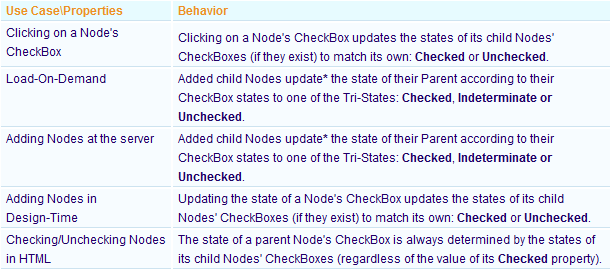 Use Case\Properties Behavior
Clicking on a Node's
CheckBox
Clicking on a Node's CheckBox updates the states of its child Nodes'
CheckBoxes (if they exist) to match its own: Checked or Unchecked.
Load-On-Demand
Added child Nodes update* the state of their Parent according to their
CheckBox states to one of the Tri-States: Checked, Indeterminate or
Unchecked.
Adding Nodes at the server
Added child Nodes update* the state of their Parent according to their
CheckBox states to one of the Tri-States: Checked, Indeterminate or
Unchecked.
Adding Nodes in
Design-Time
Updating the state of a Node's CheckBox updates the states of its child
Nodes' CheckBoxes (if they exist) to match its own: Checked or Unchecked.
Checking/Unchecking Nodes
in HTML
The state of a parent Node's CheckBox is always determined by the states of
its child Nodes' CheckBoxes (regardless of the value of its Checked property).